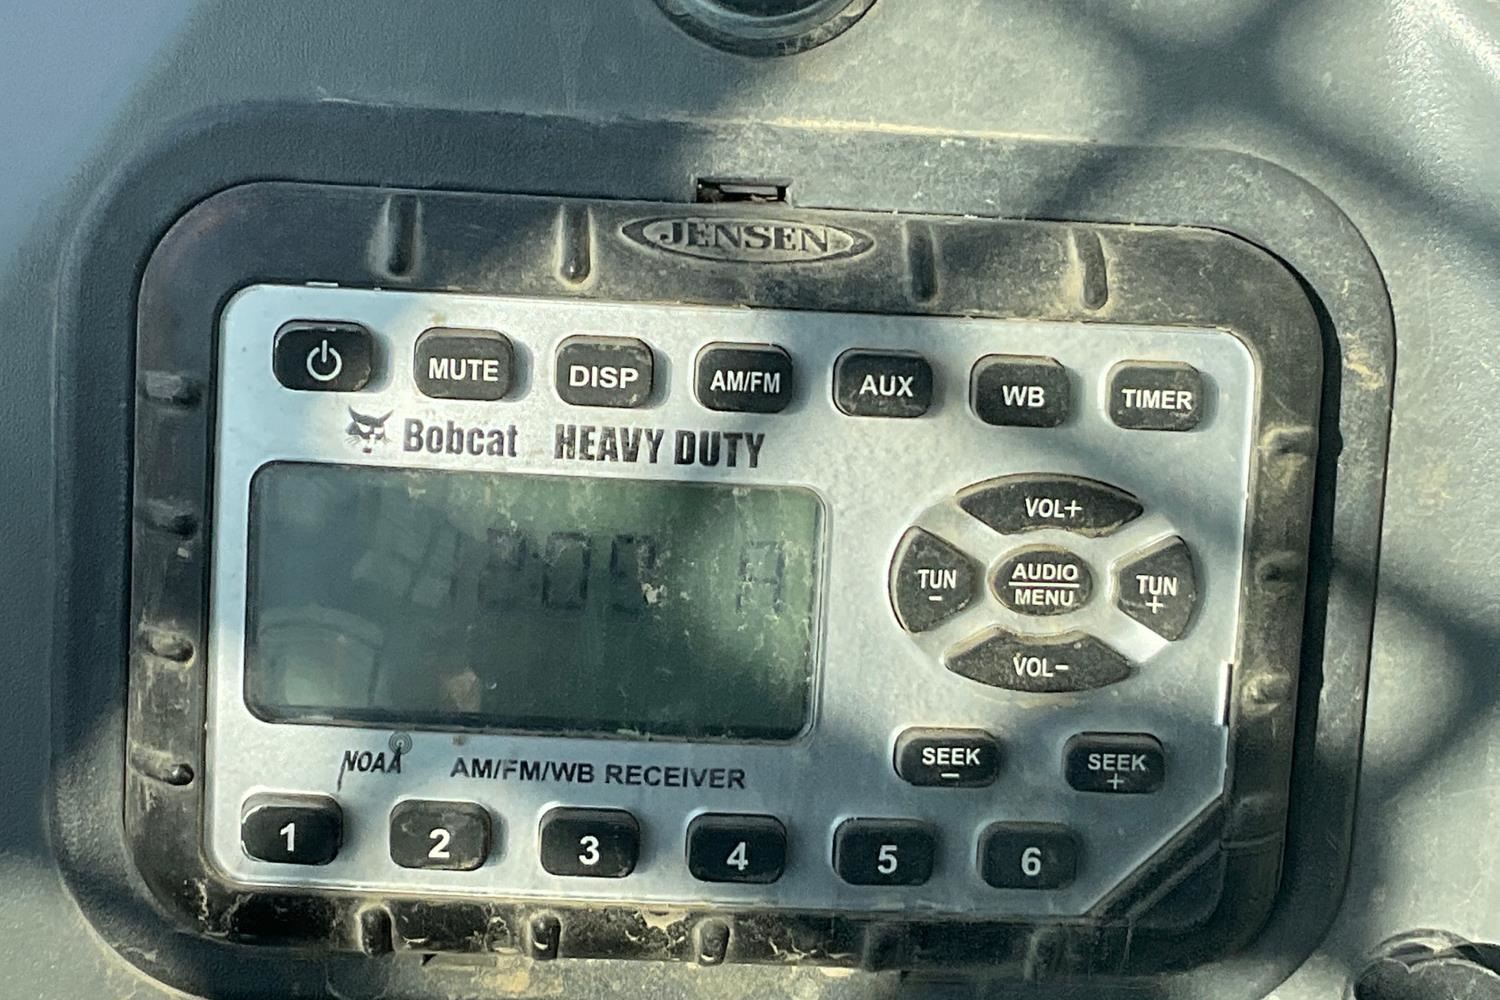 JENSEN
MUTE DISP AM/FM AUX WB TIMER
Bobcat HEAVY DUTY
VOL+
TUN - AUDIO MENU TUN +
VOL-
NOAA AM/FM/WB RECEIVER
SEEK - SEEK +
1 2 3 4 5 6